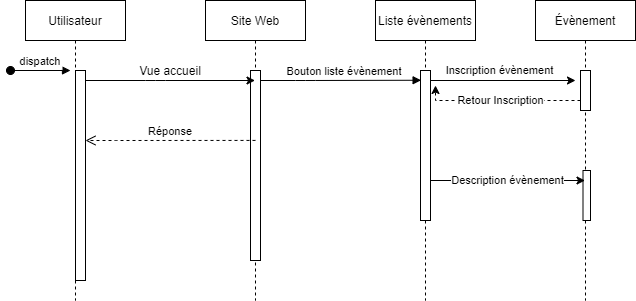 Utilisateur
Site Web
Liste évènements
Évènement
dispatch
Vue accueil
Bouton liste évènement
Inscription évènement
Retour Inscription
Réponse
Description évènement